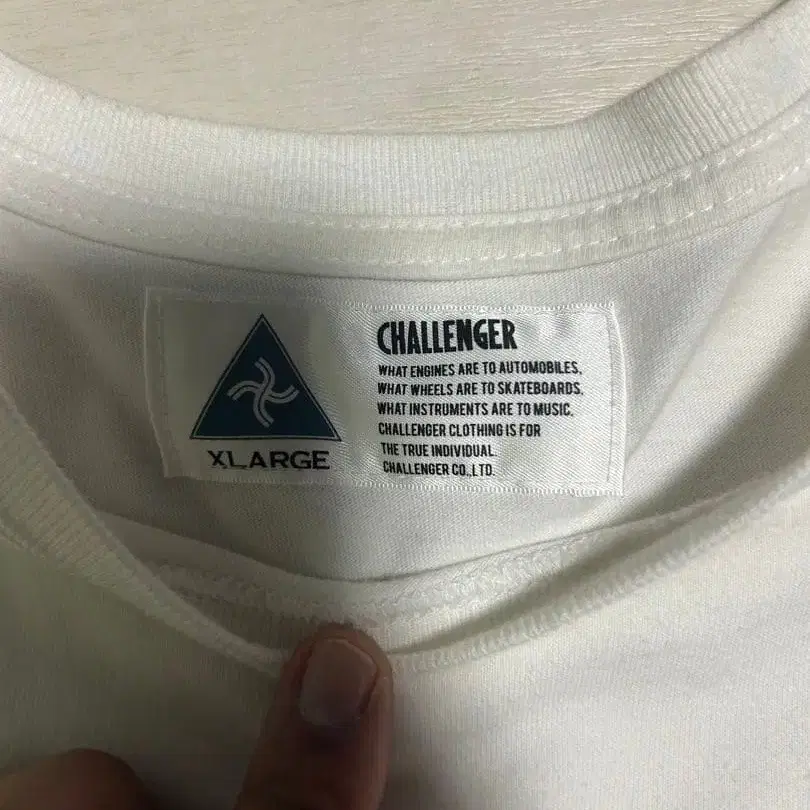 XLARGE
CHALLENGER
WHAT ENGINES ARE TO AUTOMOBILES,
WHAT WHEELS ARE TO SKATEBOARDS,
WHAT INSTRUMENTS ARE TO MUSIC,
CHALLENGER CLOTHING IS FOR
THE TRUE INDIVIDUAL.
CHALLENGER CO.,LTD.